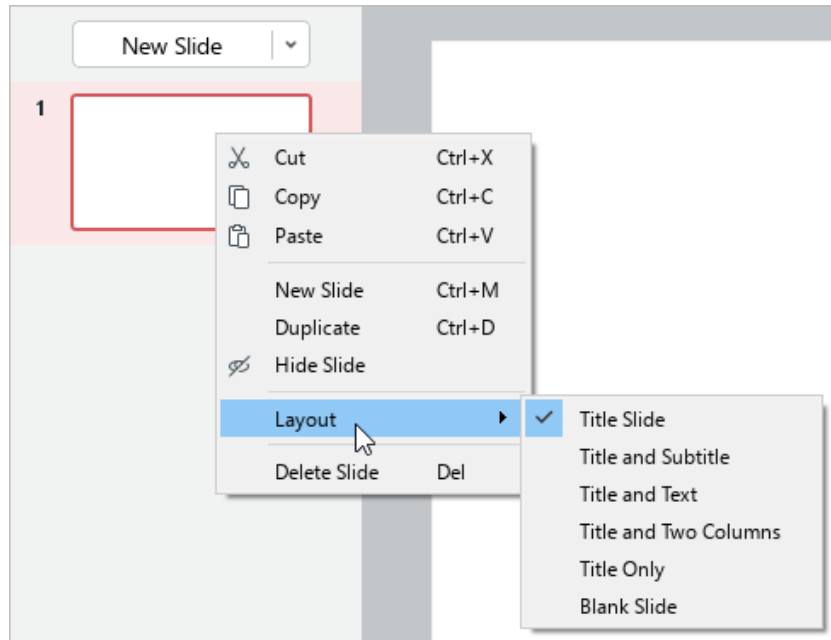 New Slide
1
Cut Ctrl+X
Copy Ctrl+C
Paste Ctrl+V
New Slide Ctrl+M
Duplicate Ctrl+D
Hide Slide
Layout
Delete Slide Del
Title Slide
Title and Subtitle
Title and Text
Title and Two Columns
Title Only
Blank Slide